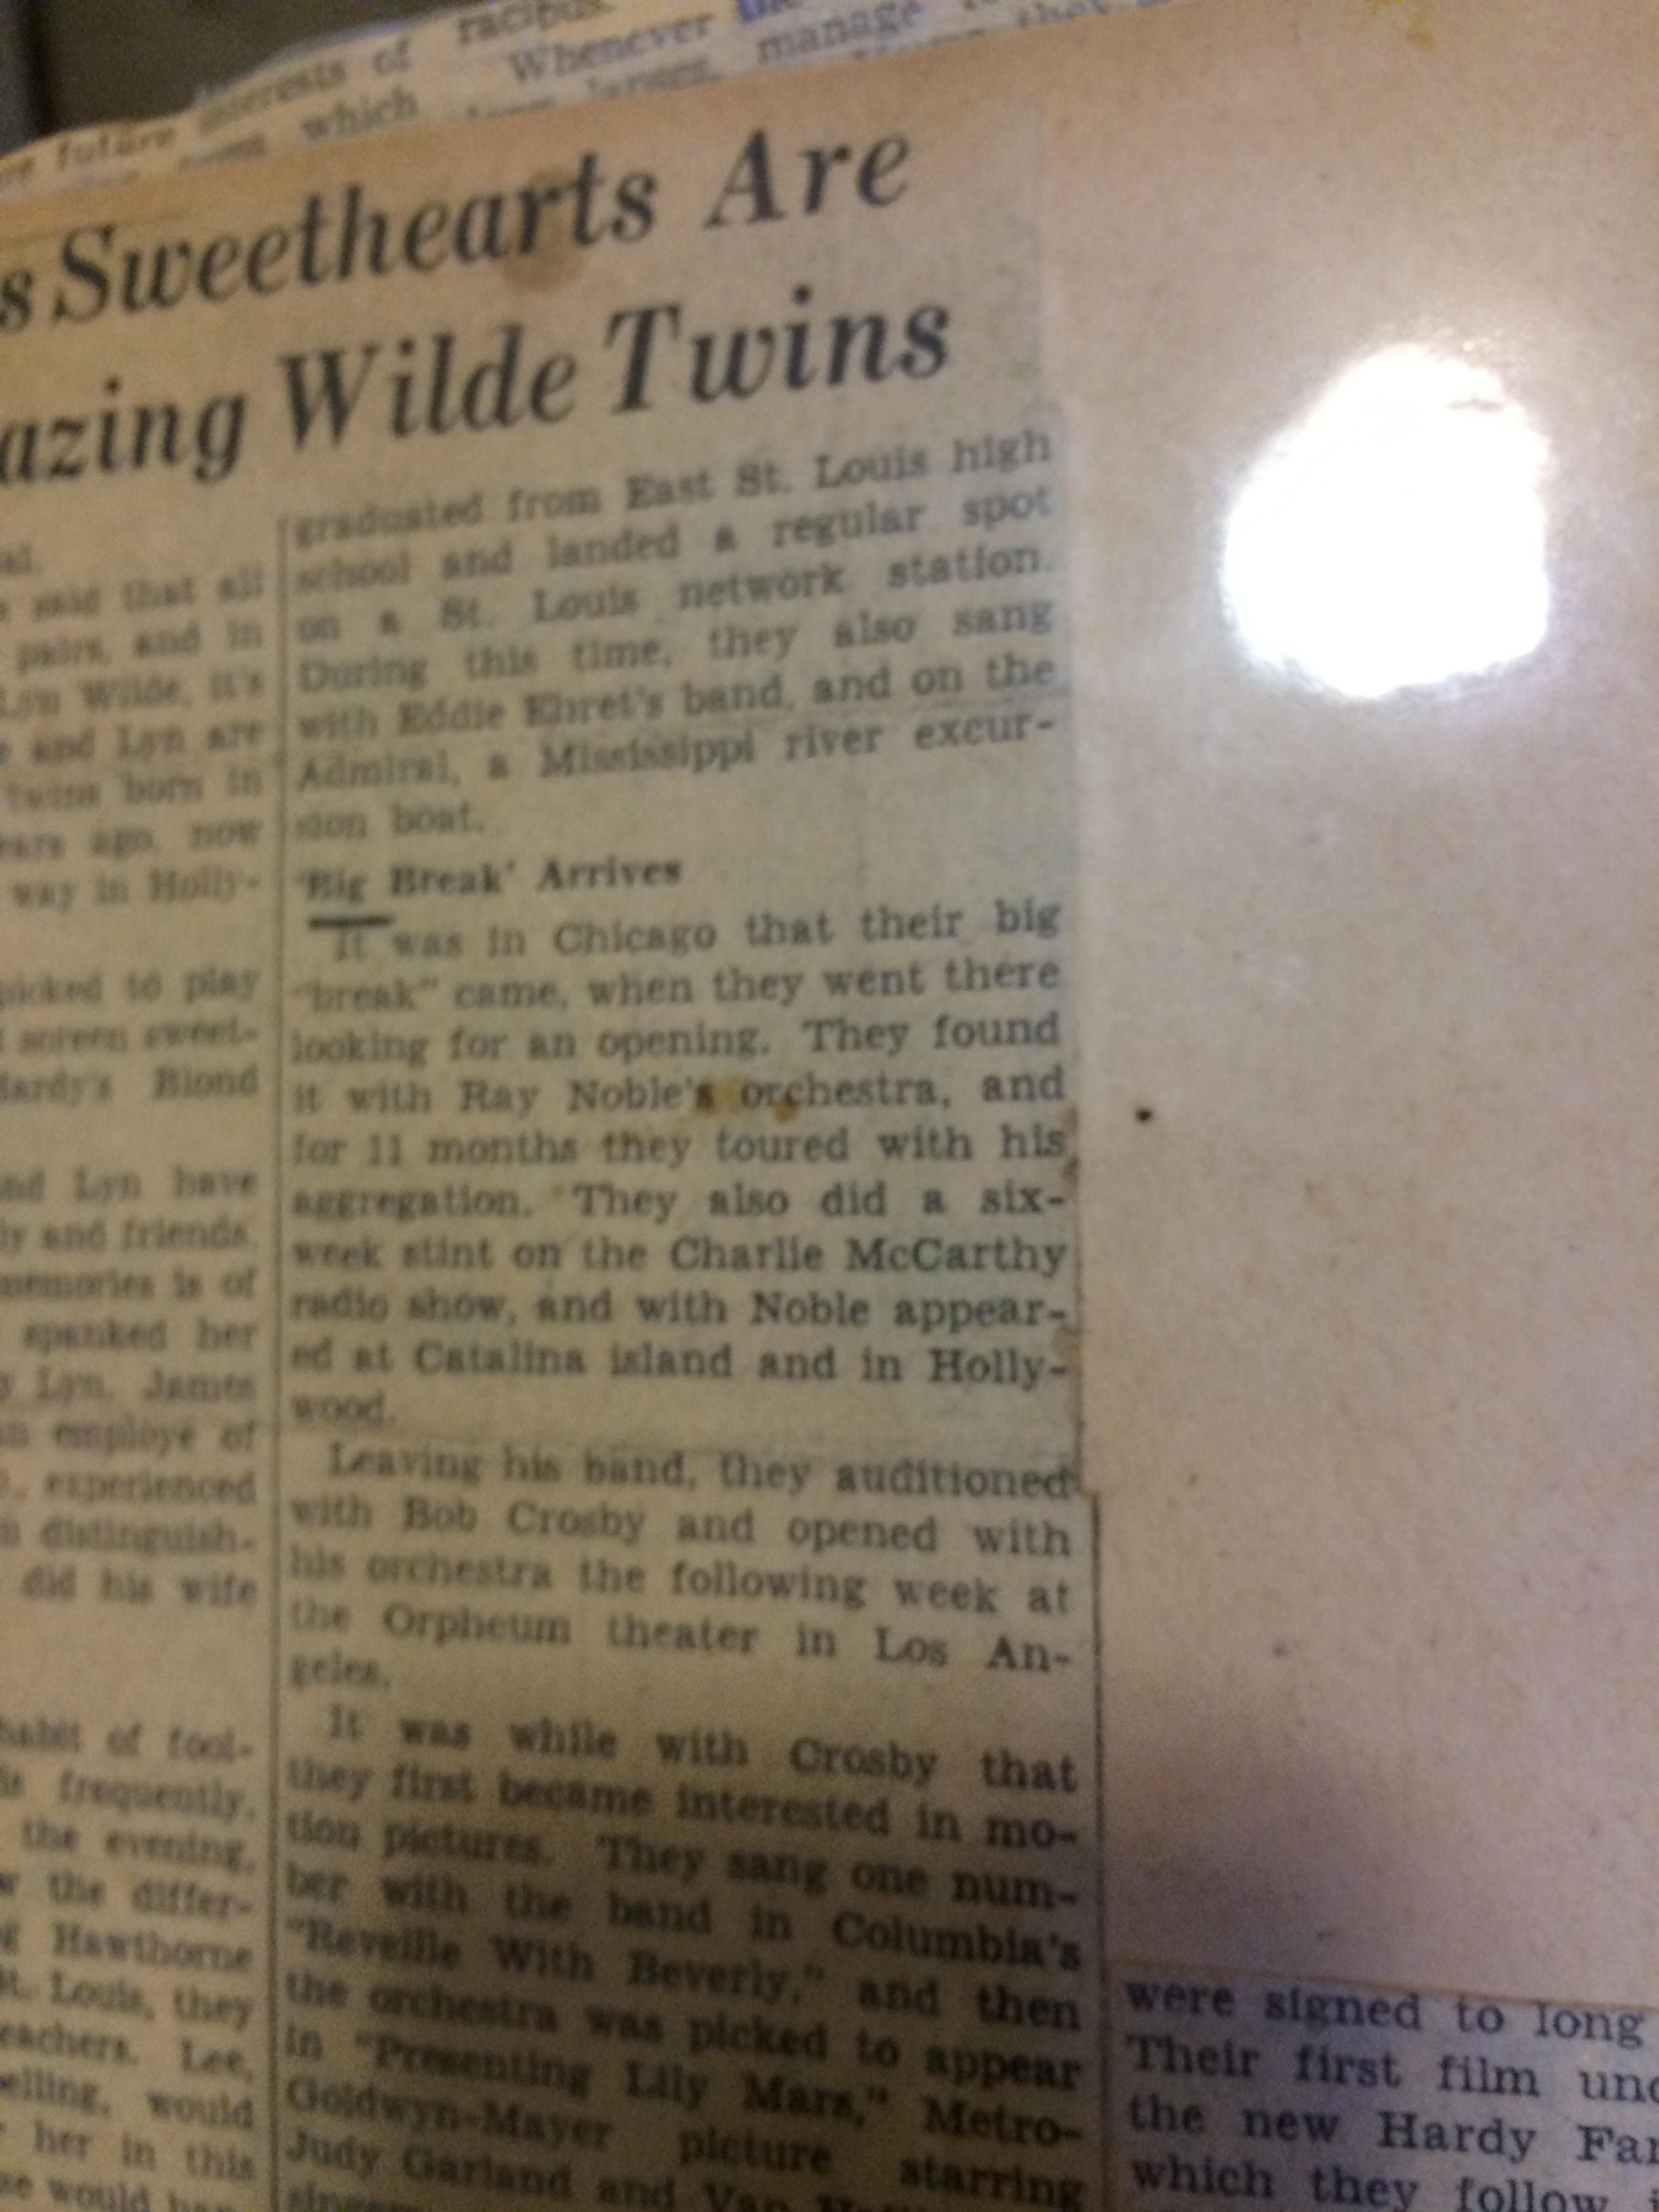 racing.
interests of
Whenever
manage
future
which
s Sweethearts Are
azing Wilde Twins
said that all
pairs, and in
Lyn Wilde, it's
and Lyn are
twins born in
ears ago, now
way in Holly-
picked to play
screen sweet-
Hardy's Blond
nd Lyn have
ly and friends.
memories is of
spanked her
y Lyn. James
an employe of
experienced
distinguish-
did his wife
habit of fool-
frequently.
the evening,
the differ-
Hawthorne
St. Louis, they
eachers. Lee,
elling, would
her in this
would
graduated from East St. Louis high
school and landed a regular spot
on a St. Louis network station.
During this time, they also sang
with Eddie Ehret's band, and on the
Admiral, a Mississippi river excur-
sion boat.
'Big Break' Arrives
It was in Chicago that their big
"break" came, when they went there
looking for an opening. They found
it with Ray Noble's orchestra, and
for 11 months they toured with his
aggregation. They also did a six-
week stint on the Charlie McCarthy
radio show, and with Noble appear-
ed at Catalina island and in Holly-
wood.
Leaving his band, they auditioned
with Bob Crosby and opened with
his orchestra the following week at
the Orpheum theater in Los An-
geles.
It was while with Crosby that
they first became interested in mo-
tion pictures. They sang one num-
ber with the band in Columbia's
"Reveille With Beverly," and then
the orchestra was picked to appear
in "Presenting Lily Mars," Metro-
Goldwyn-Mayer picture starring
Judy Garland and Van
were signed to long
Their first film und
the new Hardy Fam
which they follow